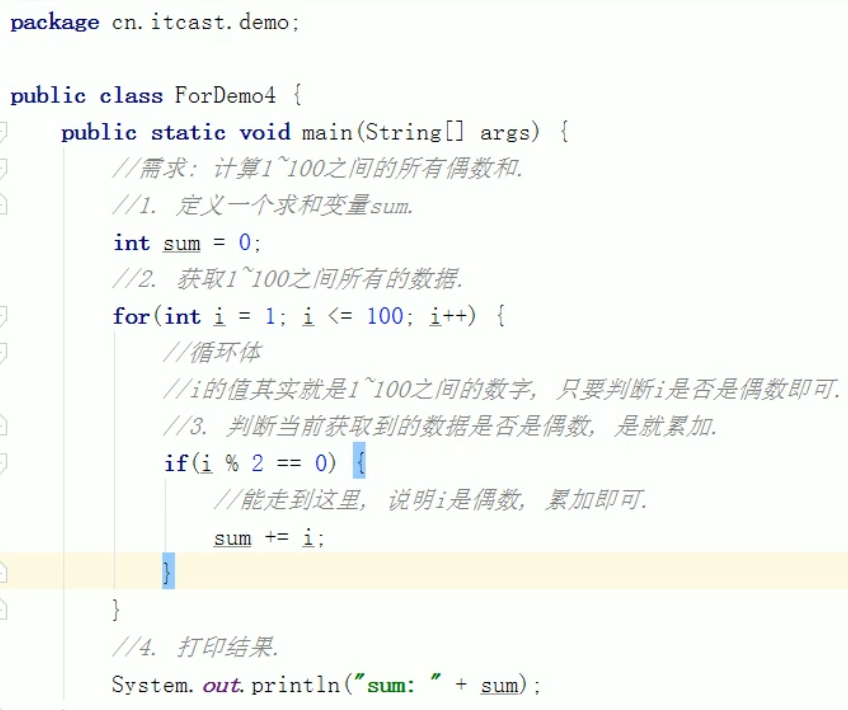 package cn.itcast.demo;
public class ForDemo4 {
public static void main(String[] args) {
//需求: 计算1~100之间的所有偶数和.
//1. 定义一个求和变量sum.
int sum = 0;
//2. 获取1~100之间所有的数据.
for(int i = 1; i <= 100; i++) {
//循环体
//i的值其实就是1~100之间的数字, 只要判断i是否是偶数即可.
//3. 判断当前获取到的数据是否是偶数, 是就累加.
if(i % 2 == 0) {
//能走到这里, 说明i是偶数, 累加即可.
sum += i;
}
}
//4. 打印结果.
System.out.println("sum: " + sum);